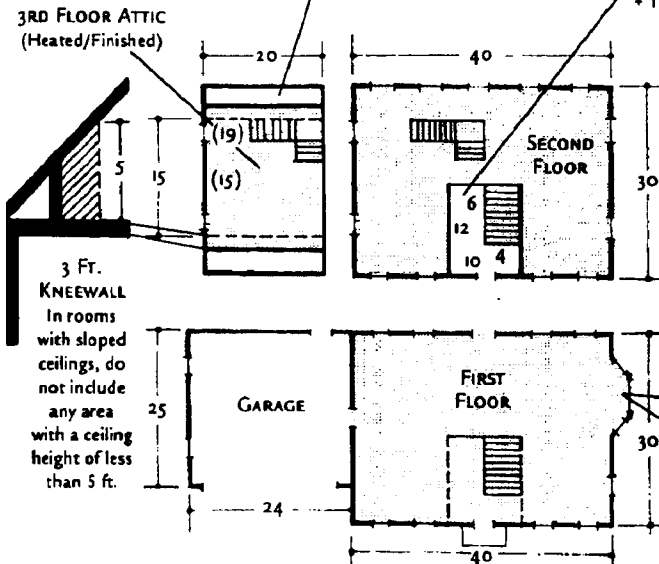 3RD FLOOR ATTIC
(Heated/Finished)
20
40
(19)
(15)
5
15
SECOND
FLOOR
6
12
10
4
30
3 FT.
KNEEWALL
In rooms
with sloped
ceilings, do
not include
any area
with a ceiling
height of less
than 5 ft.
25
GARAGE
FIRST
FLOOR
30
24
40